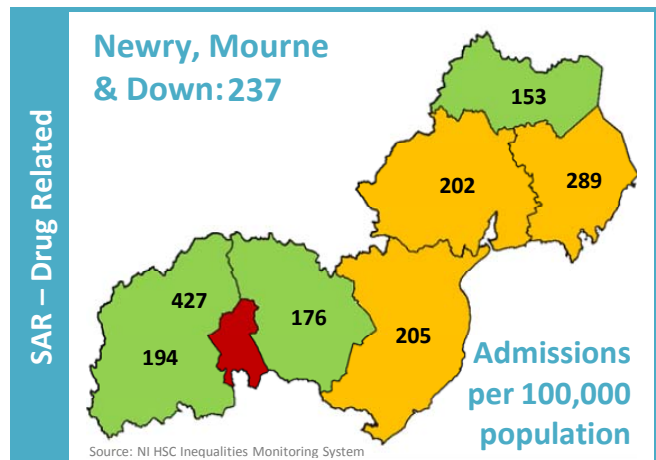 SAR – Drug Related
Newry, Mourne
& Down: 237
153
202
289
427
176
194
205
Admissions
per 100,000
population
Source: NI HSC Inequalities Monitoring System